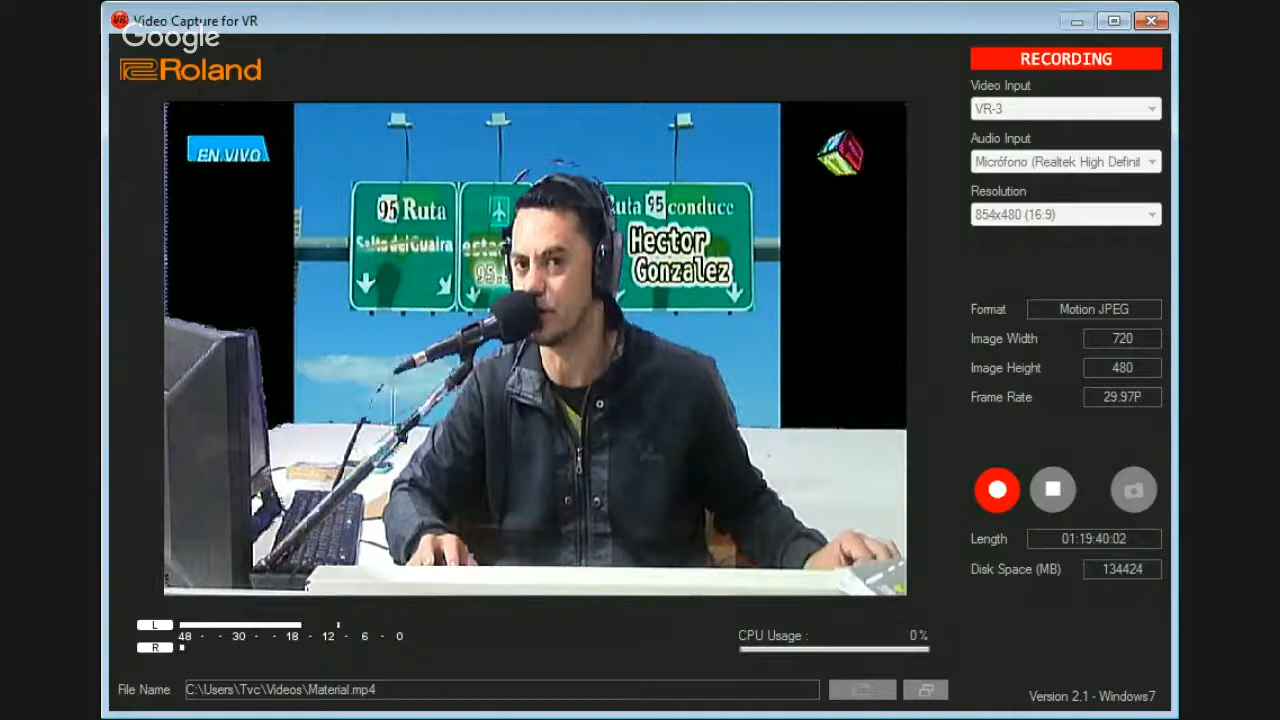 Video Capture for VR
Google
Roland
RECORDING
Video Input
VR-3
Audio Input
Micrófono (Realtek High Definit
Resolution
854x480 (16:9)
EN VIVO
95 Ruta
Salto del Guaira
95.
Ruta 95 conduce
Hector
Gonzalez
Format Motion JPEG
Image Width 720
Image Height 480
Frame Rate 29.97P
Length 01:19:40:02
Disk Space (MB) 134424
L
48 - - 30 - - 18 - 12 - 6 - 0
R
CPU Usage : 0 %
File Name C:\Users\Tvc\Videos\Material.mp4
Version 2.1 - Windows7